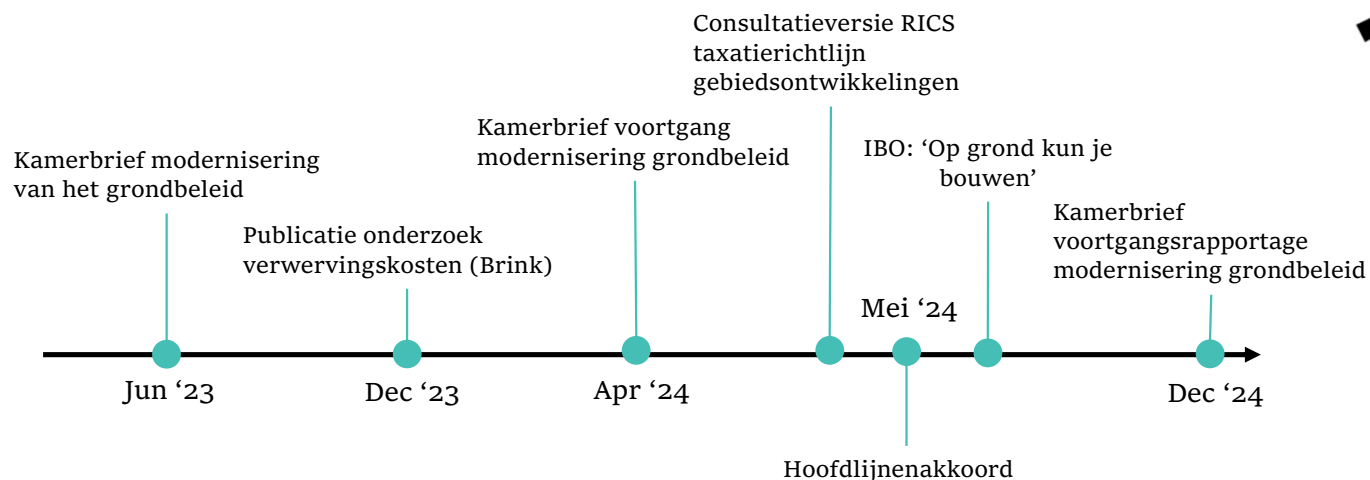 Consultatieversie RICS
taxatierichtlijn
gebiedsontwikkelingen
Kamerbrief voortgang
modernisering grondbeleid
IBO: ‘Op grond kun je
bouwen’
Kamerbrief modernisering
van het grondbeleid
Kamerbrief
voortgangsrapportage
modernisering grondbeleid
Publicatie onderzoek
verwervingskosten (Brink)
Mei ‘24
Jun ‘23
Dec ‘23
Apr ‘24
Dec ‘24
Hoofdlijnenakkoord